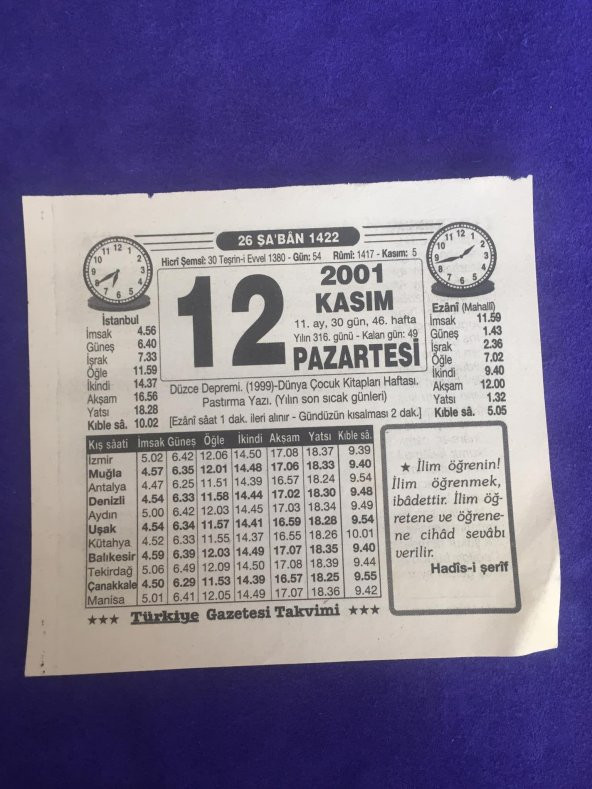 26 ŞA'BÂN 1422
Hicrî Şemsî: 30 Teşrin-i Evvel 1380 - Gün: 54 Rûmî: 1417 - Kasım: 5
12
2001
KASIM
11. ay, 30 gün, 46. hafta
Yılın 316. günü - Kalan gün: 49
PAZARTESİ
Düzce Depremi. (1999)-Dünya Çocuk Kitapları Haftası.
Pastırma Yazı. (Yılın son sıcak günleri)
[Ezânî sâat 1 dak. ileri alınır - Gündüzün kısalması 2 dak.]
İstanbul
İmsak 4.56
Güneş 6.40
İşrak 7.33
Öğle 11.59
İkindi 14.37
Akşam 16.56
Yatsı 18.28
Kıble sâ. 10.02
Ezânî (Mahallî)
İmsak 11.59
Güneş 1.43
İsrak 2.36
Öğle 7.02
İkindi 9.40
Akşam 12.00
Yatsı 1.32
Kıble sâ. 5.05
Kış sâati İmsak Güneş Öğle İkindi Akşam Yatsı Kıble sâ.
İzmir 5.02 6.42 12.06 14.50 17.08 18.37 9.39
Muğla 4.57 6.35 12.01 14.48 17.06 18.33 9.40
Antalya 4.47 6.25 11.51 14.39 16.57 18.24 9.54
Denizli 4.54 6.33 11.58 14.44 17.02 18.30 9.48
Aydın 5.00 6.42 12.03 14.45 17.03 18.34 9.49
Uşak 4.54 6.34 11.57 14.41 16.59 18.28 9.54
Kütahya 4.52 6.33 11.55 14.37 16.55 18.26 10.01
Balıkesir 4.59 6.39 12.03 14.49 17.07 18.35 9.40
Tekirdağ 5.06 6.49 12.09 14.50 17.08 18.39 9.44
Çanakkale 4.50 6.29 11.53 14.39 16.57 18.25 9.55
Manisa 5.01 6.41 12.05 14.49 17.07 18.36 9.42
★ İlim öğrenin!
İlim öğrenmek,
ibâdettir. İlim öğ-
retene ve öğrene-
ne cihâd sevâbı
verilir.
Hadîs-i şerîf
★★★ Türkiye Gazetesi Takvimi ★★★